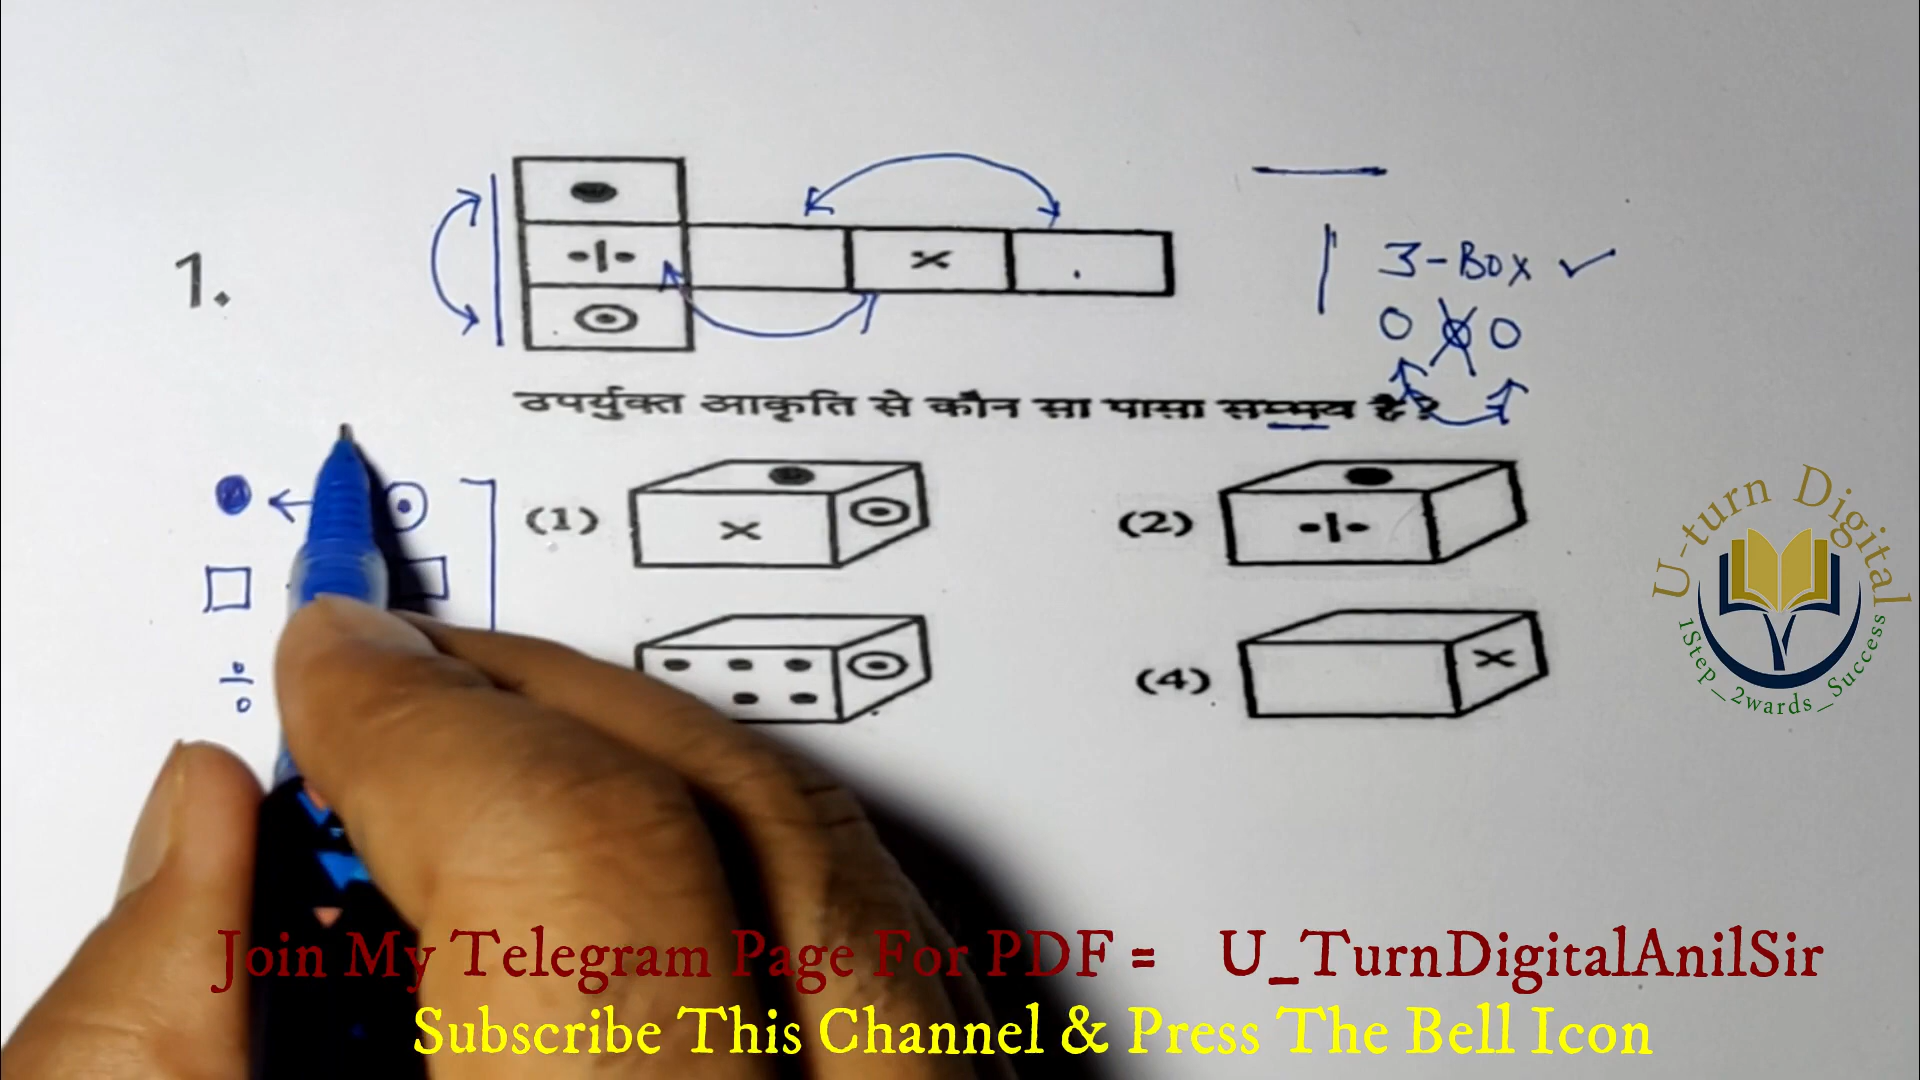 1.
3-Box ✓
उपर्युक्त आकृति से कौन सा पासा सम्भव है ?
(1)
(2)
(4)
U-turn Digital
1Step_2wards_Success
Join My Telegram Page For PDF = U_TurnDigitalAnilSir
Subscribe This Channel & Press The Bell Icon